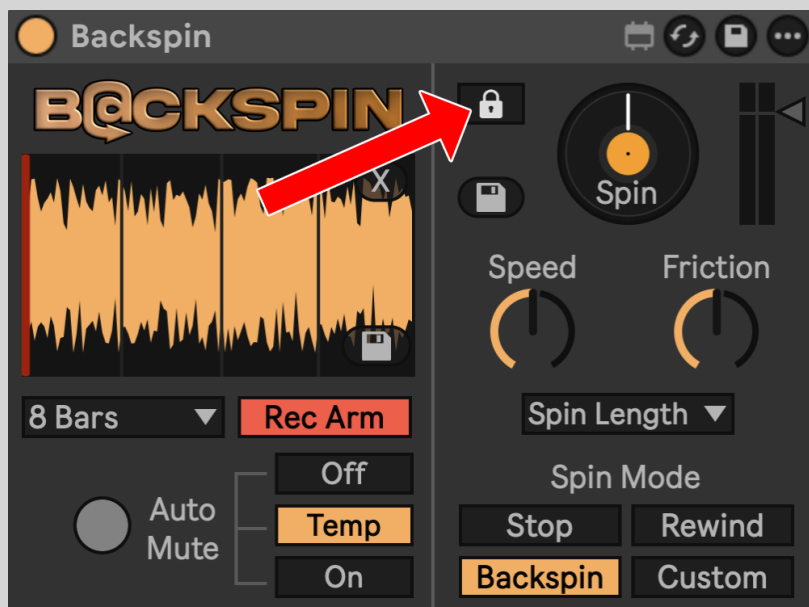 Backspin
B@CKSPIN
X
Spin
Speed
Friction
8 Bars
Rec Arm
Spin Length
Off
Auto
Mute
Temp
On
Spin Mode
Stop
Rewind
Backspin
Custom